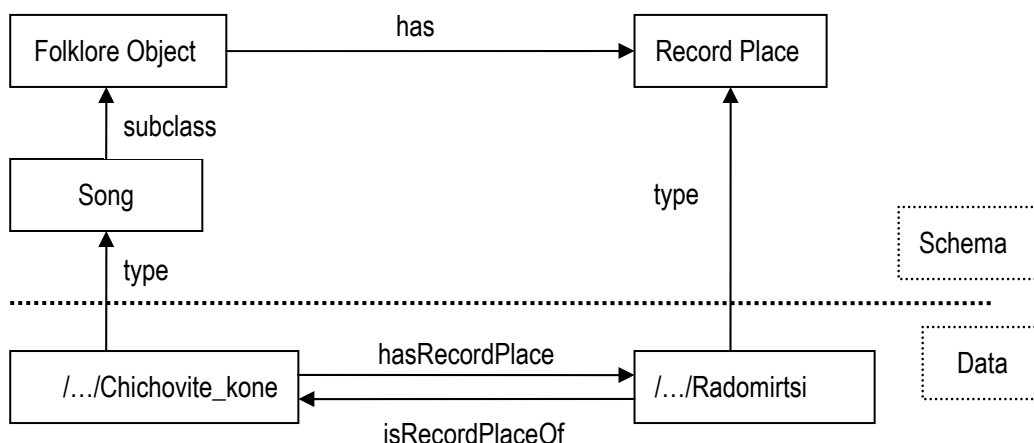 has
Folklore Object
Record Place
subclass
Song
type
Schema
type
hasRecordPlace
Data
/…/Chichovite_kone
/…/Radomirtsi
isRecordPlaceOf